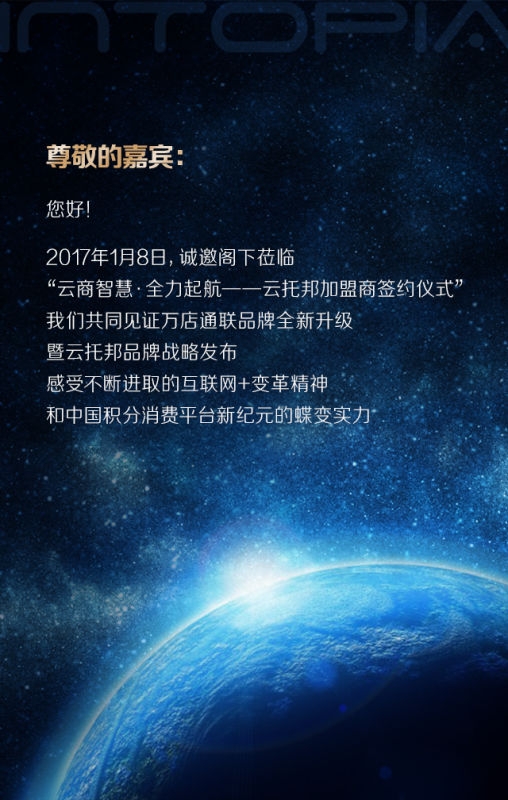 INTOPIA
尊敬的嘉宾：
您好！
2017年1月8日，诚邀阁下莅临
“云商智慧·全力起航——云托邦加盟商签约仪式”
我们共同见证万店通联品牌全新升级
暨云托邦品牌战略发布
感受不断进取的互联网+变革精神
和中国积分消费平台新纪元的蝶变实力